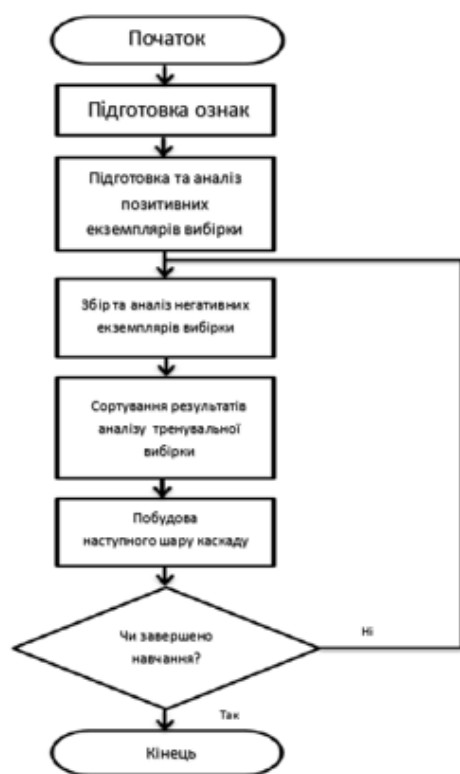 Початок
Підготовка ознак
Підготовка та аналіз
позитивних
екземплярів вибірки
Збір та аналіз негативних
екземплярів вибірки
Сортування результатів
аналізу тренувальної
вибірки
Побудова
наступного шару каскаду
Чи завершено
навчання?
Ні
Так
Кінець